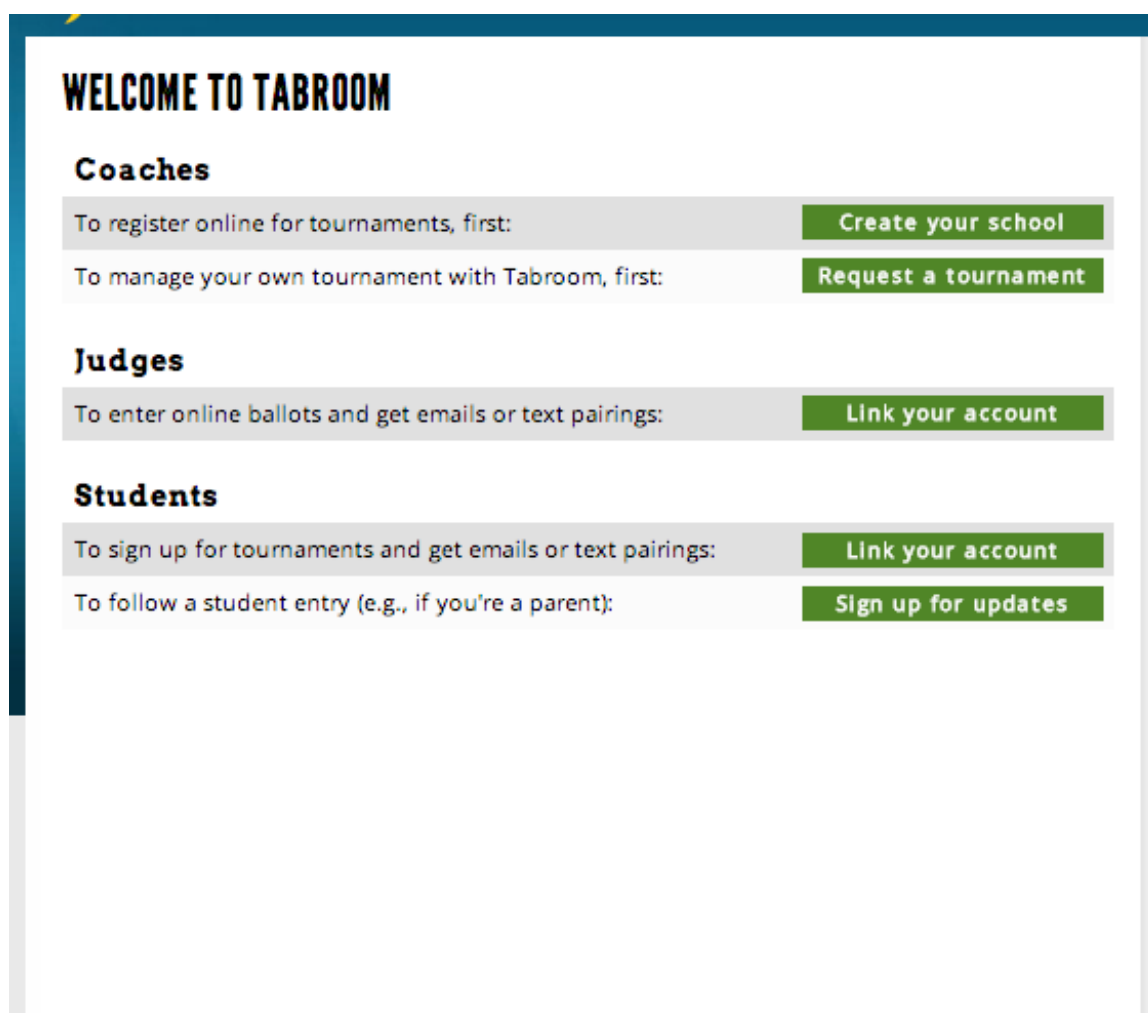 WELCOME TO TABROOM
Coaches
To register online for tournaments, first: Create your school
To manage your own tournament with Tabroom, first: Request a tournament
Judges
To enter online ballots and get emails or text pairings: Link your account
Students
To sign up for tournaments and get emails or text pairings: Link your account
To follow a student entry (e.g., if you're a parent): Sign up for updates